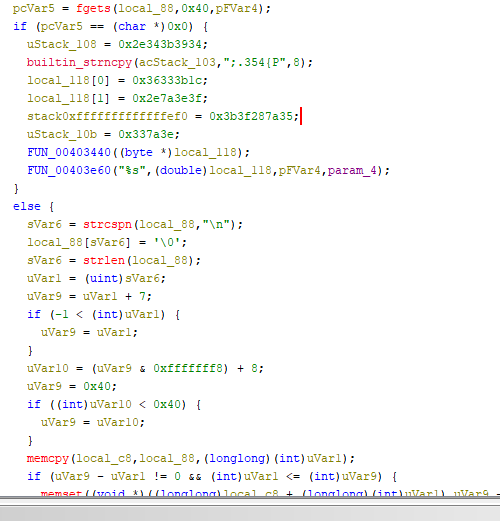 pcVar5 = fgets(local_88,0x40,pFVar4);
if (pcVar5 == (char *)0x0) {
uStack_108 = 0x2e343b3934;
builtin_strncpy(acStack_103,";.354{P",8);
local_118[0] = 0x36333b1c;
local_118[1] = 0x2e7a3e3f;
stack0xfffffffffffffef0 = 0x3b3f287a35;
uStack_10b = 0x337a3e;
FUN_00403440((byte *)local_118);
FUN_00403e60("%s",(double)local_118,pFVar4,param_4);
}
else {
sVar6 = strcspn(local_88,"\n");
local_88[sVar6] = '\0';
sVar6 = strlen(local_88);
uVar1 = (uint)sVar6;
uVar9 = uVar1 + 7;
if (-1 < (int)uVar1) {
uVar9 = uVar1;
}
uVar10 = (uVar9 & 0xfffffff8) + 8;
uVar9 = 0x40;
if ((int)uVar10 < 0x40) {
uVar9 = uVar10;
}
memcpy(local_c8,local_88,(longlong)(int)uVar1);
if (uVar9 - uVar1 != 0 && (int)uVar1 <= (int)uVar9) {
memset((void *)((longlong)local_c8 + (longlong)(int)uVar1),uVar9 -